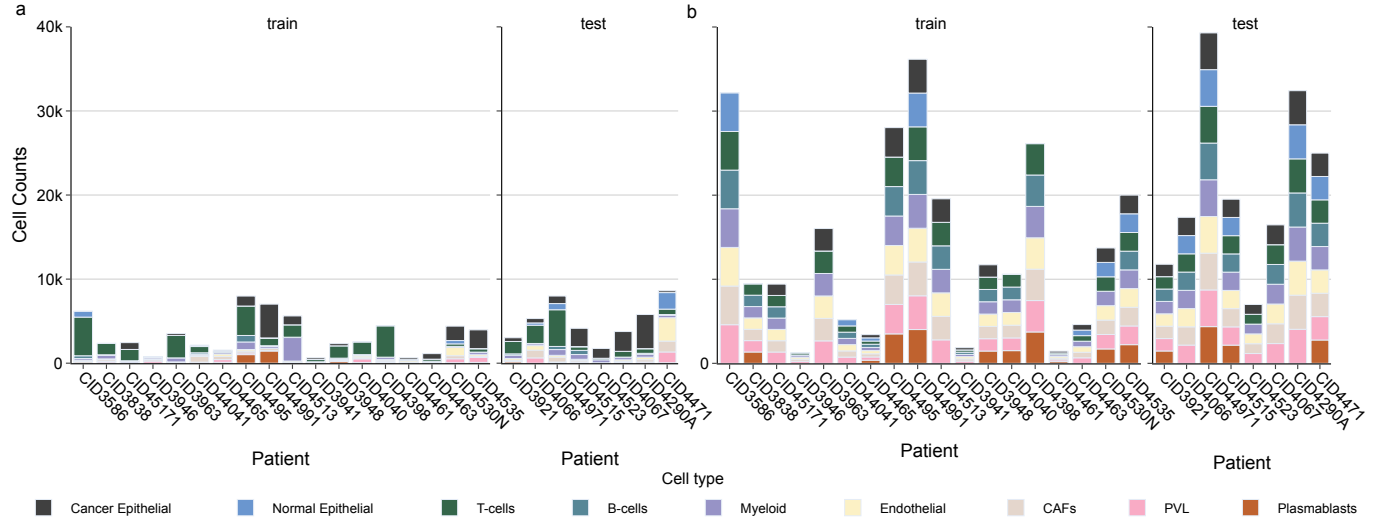 a
train
test
b
train
test
Cell Counts
40k
30k
20k
10k
0
0
CID3586
CID3838
CID45171
CID3946
CID3963
CID44041
CID4465
CID4495
CID44991
CID4513
CID3941
CID3948
CID4040
CID4398
CID4461
CID4463
CID4530N
CID4535
CID3921
CID4066
CID44971
CID4515
CID4523
CID4067
CID4290A
CID4471
CID3586
CID3838
CID45171
CID3946
CID3963
CID44041
CID4465
CID4495
CID44991
CID4513
CID3941
CID3948
CID4040
CID4398
CID4461
CID4463
CID4530N
CID4535
CID3921
CID4066
CID44971
CID4515
CID4523
CID4067
CID4290A
CID4471
Patient
Patient
Patient
Patient
Cell type
Cancer Epithelial
Normal Epithelial
T-cells
B-cells
Myeloid
Endothelial
CAFs
PVL
Plasmablasts